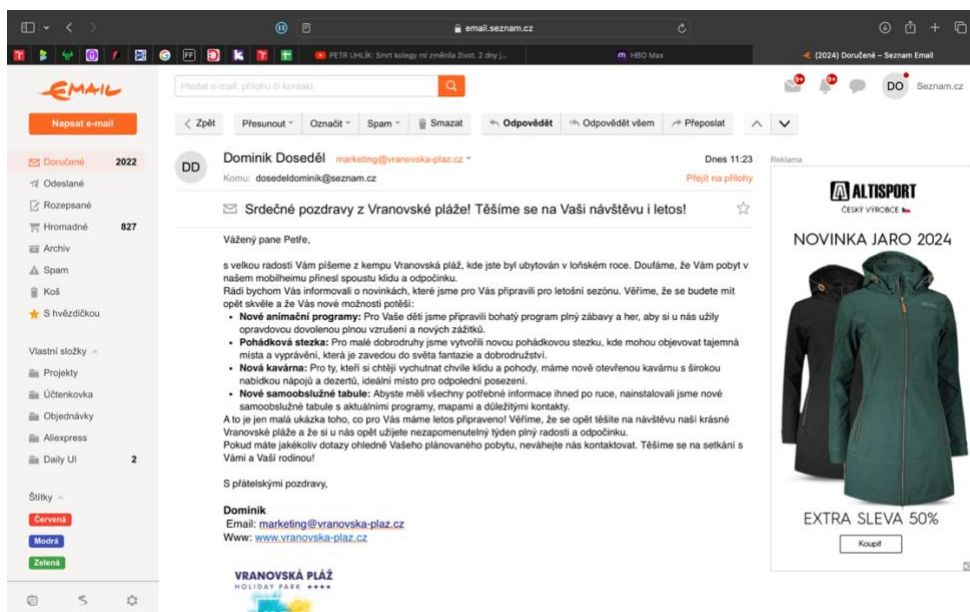 email.seznam.cz
PETR UHLÍK: Smrt kolegy mi změnila život. 2 dny j...
HBO Max
(2024) Doručené – Seznam Email
EMAIL
Hledat e-mail, přílohu či kontakt
9+
9+
DO
Seznam.cz
Napsat e-mail
Zpět
Přesunout
Označit
Spam
Smazat
Odpovědět
Odpovědět všem
Přeposlat
Doručené 2022
Odeslané
Rozepsané
Hromadné 827
Archiv
Spam
Koš
S hvězdičkou
Vlastní složky
Projekty
Účtenkovka
Objednávky
Aliexpress
Daily UI 2
Štítky
Červená
Modrá
Zelená
DD
Dominik Doseděl marketing@vranovska-plaz.cz
Dnes 11:23
Komu: dosedeldominik@seznam.cz
Přejít na přílohy
Srdečné pozdravy z Vranovské pláže! Těšíme se na Vaši návštěvu i letos!
Vážený pane Petře,
s velkou radostí Vám píšeme z kempu Vranovská pláž, kde jste byl ubytován v loňském roce. Doufáme, že Vám pobyt v
našem mobilheimu přinesl spoustu klidu a odpočinku.
Rádi bychom Vás informovali o novinkách, které jsme pro Vás připravili pro letošní sezónu. Věříme, že se budete mít
opět skvěle a že Vás nové možnosti potěší:
• Nové animační programy: Pro Vaše děti jsme připravili bohatý program plný zábavy a her, aby si u nás užily
opravdovou dovolenou plnou vzrušení a nových zážitků.
• Pohádková stezka: Pro malé dobrodruhy jsme vytvořili novou pohádkovou stezku, kde mohou objevovat tajemná
místa a vyprávění, která je zavedou do světa fantazie a dobrodružství.
• Nová kavárna: Pro ty, kteří si chtějí vychutnat chvíle klidu a pohody, máme nově otevřenou kavárnu s širokou
nabídkou nápojů a dezertů, ideální místo pro odpolední posezení.
• Nové samoobslužné tabule: Abyste měli všechny potřebné informace ihned po ruce, nainstalovali jsme nové
samoobslužné tabule s aktuálními programy, mapami a důležitými kontakty.
A to je jen malá ukázka toho, co pro Vás máme letos připraveno! Věříme, že se opět těšíte na návštěvu naší krásné
Vranovské pláže a že si u nás opět užijete nezapomenutelný týden plný radosti a odpočinku.
Pokud máte jakékoliv dotazy ohledně Vašeho plánovaného pobytu, neváhejte nás kontaktovat. Těšíme se na setkání s
Vámi a Vaší rodinou!
S přátelskými pozdravy,
Dominik
Email: marketing@vranovska-plaz.cz
Www: www.vranovska-plaz.cz
VRANOVSKÁ PLÁŽ
HOLIDAY PARK ★★★★
Reklama
ALTISPORT
ČESKÝ VÝROBCE
NOVINKA JARO 2024
EXTRA SLEVA 50%
Koupit